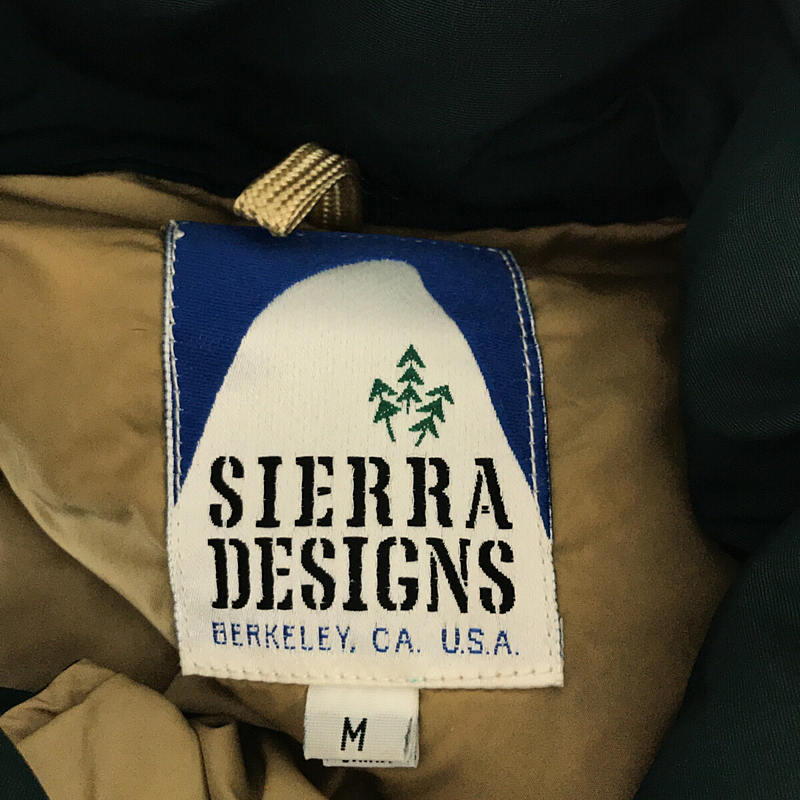 SIERRA
DESIGNS
BERKELEY, CA. U.S.A.
M